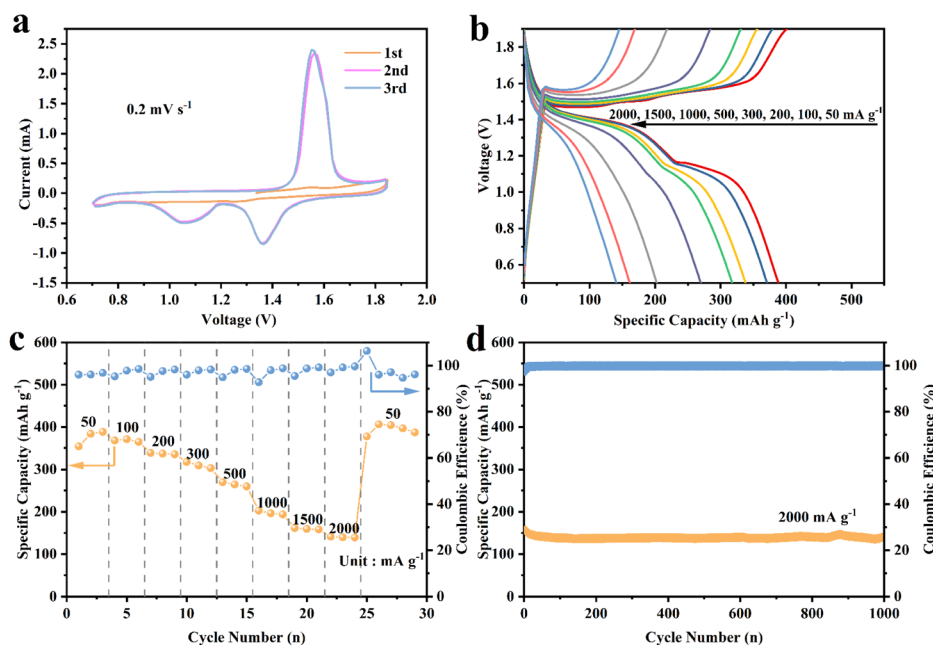 a
2.5
2.0
1.5
1.0
0.5
0.0
-0.5
-1.0
-1.5
Current (mA)
1st
2nd
3rd
0.2 mV s⁻¹
0.6 0.8 1.0 1.2 1.4 1.6 1.8 2.0
Voltage (V)
b
1.8
1.6
1.4
1.2
1.0
0.8
0.6
Voltage (V)
2000, 1500, 1000, 500, 300, 200, 100, 50 mA g⁻¹
0 100 200 300 400 500
Specific Capacity (mAh g⁻¹)
c
600
500
400
300
200
100
0
Specific Capacity (mAh g⁻¹)
50
100
200
300
500
1000
1500
2000
50
Unit : mA g⁻¹
100
80
60
40
20
0
Coulombic Efficience (%)
0 5 10 15 20 25 30
Cycle Number (n)
d
600
500
400
300
200
100
0
Specific Capacity (mAh g⁻¹)
2000 mA g⁻¹
100
80
60
40
20
0
Coulombic Efficience (%)
0 200 400 600 800 1000
Cycle Number (n)